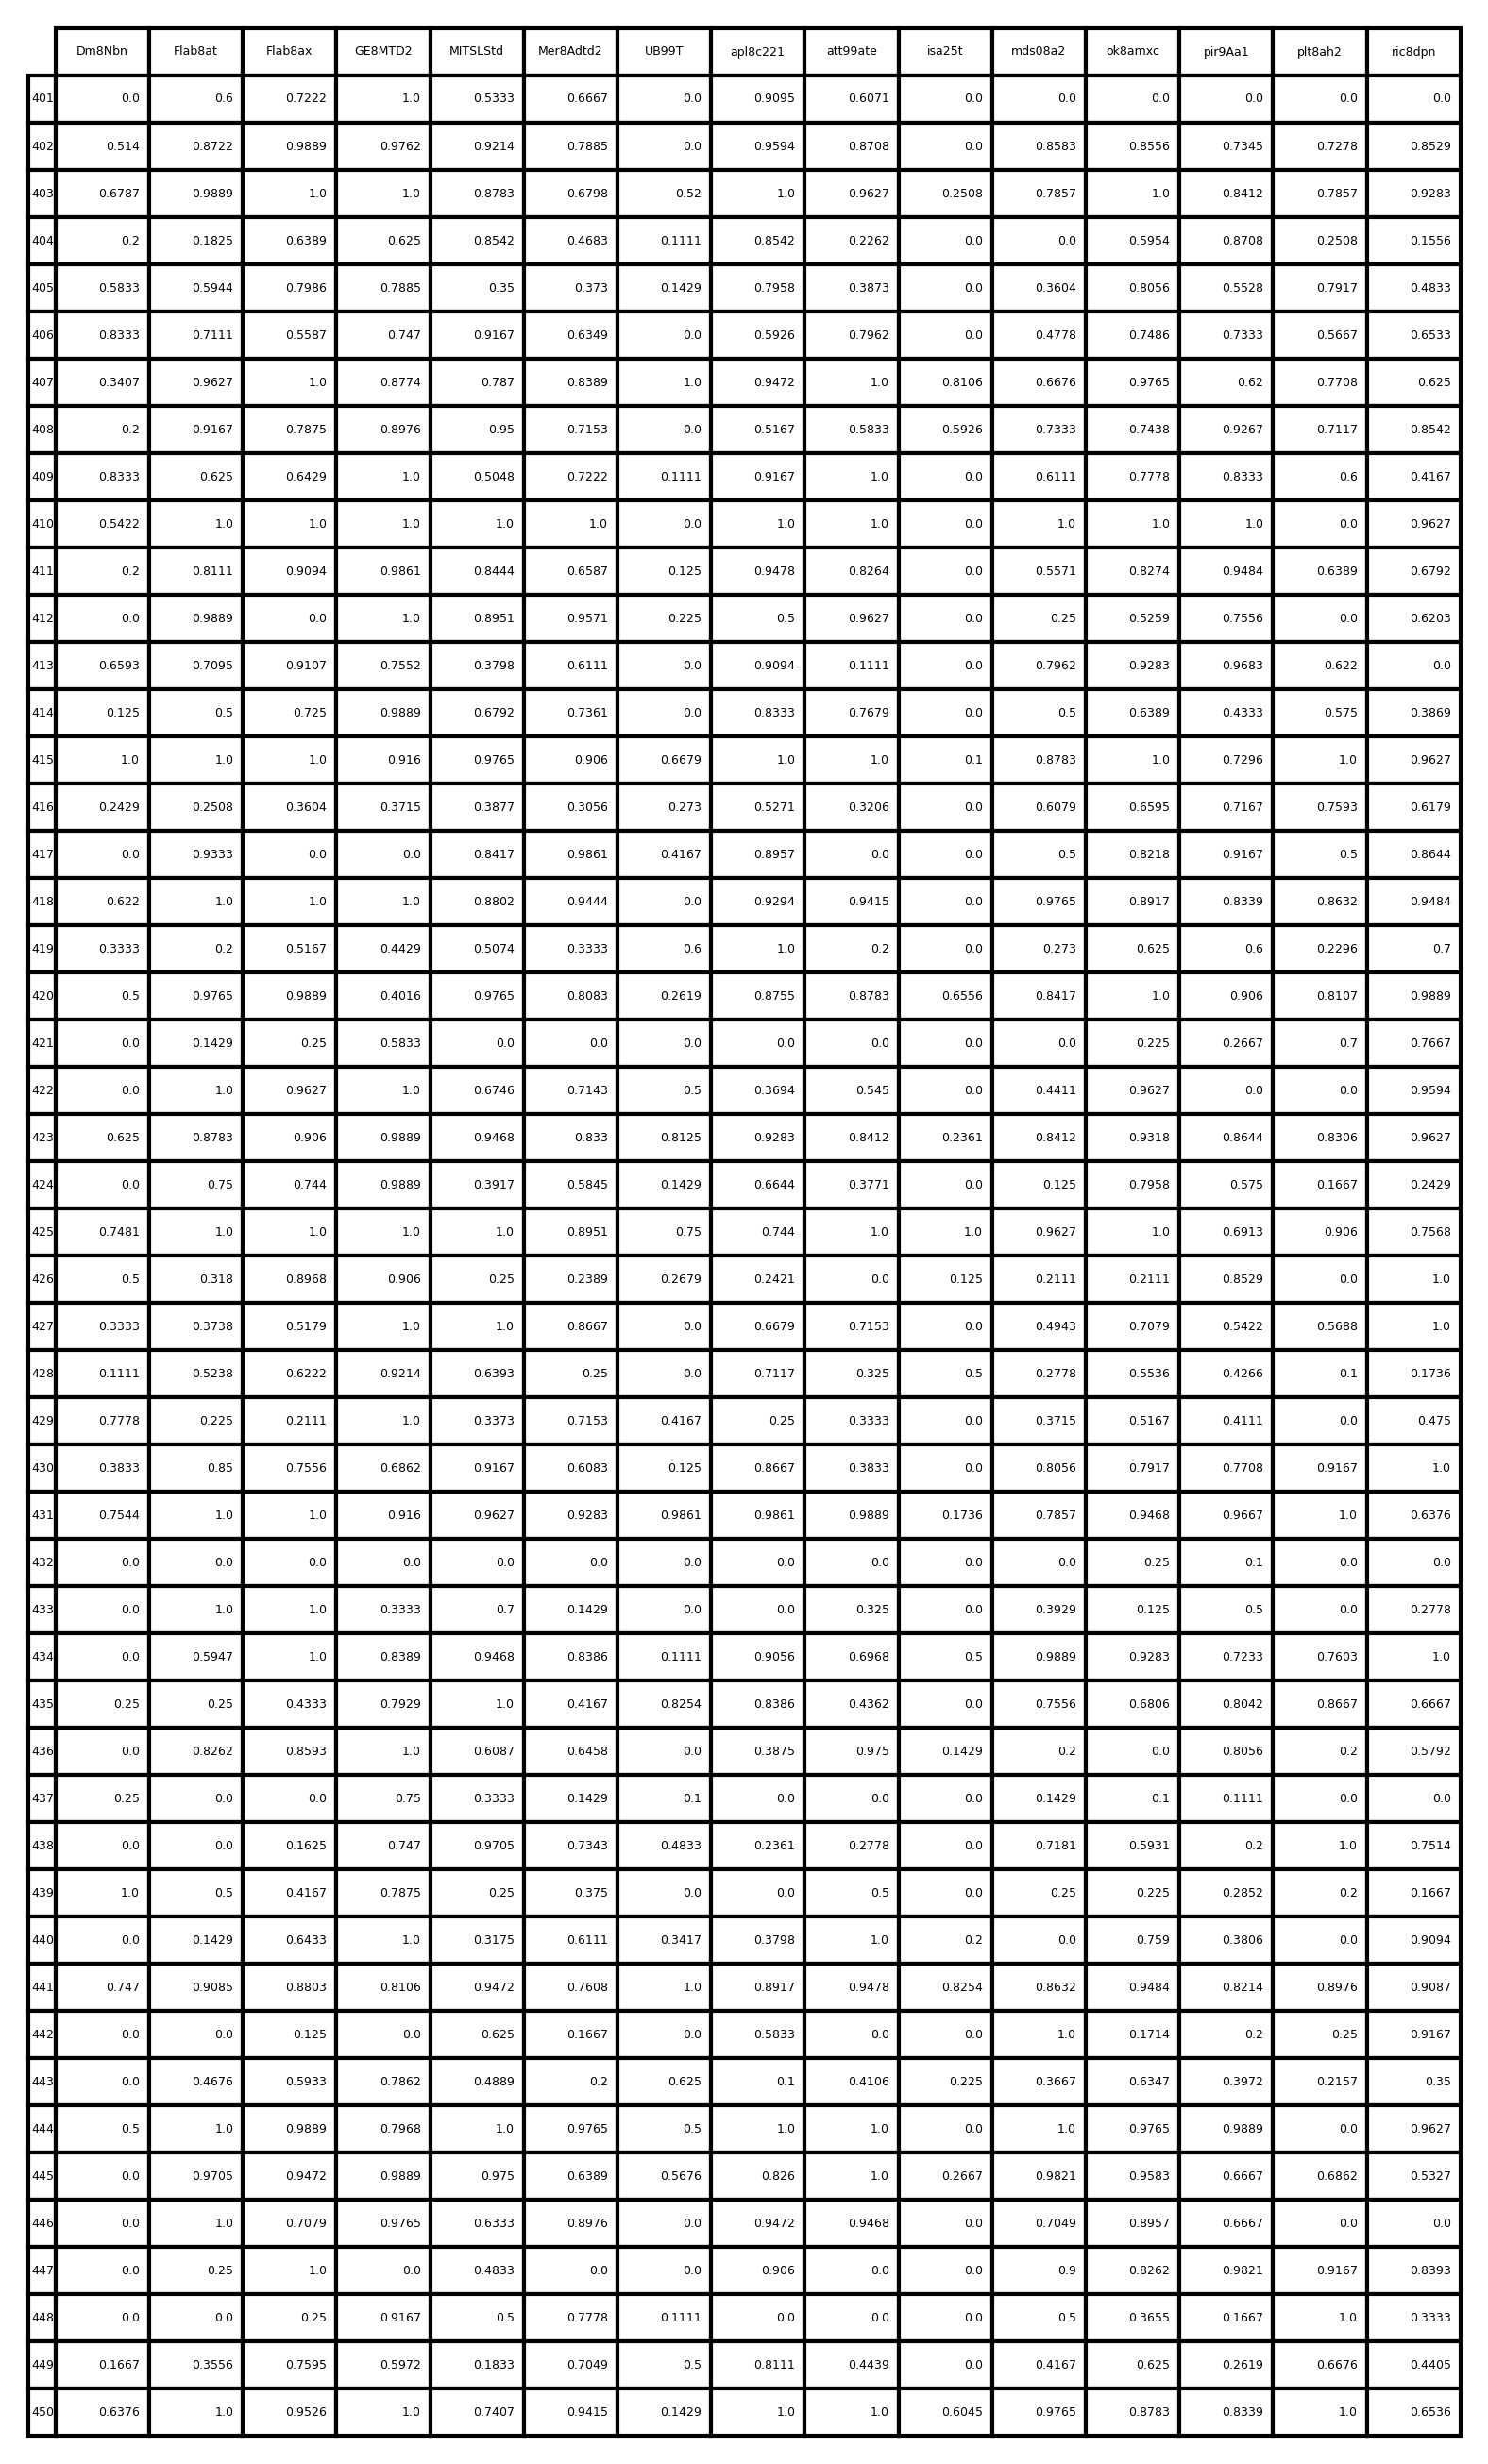 Dm8Nbn Flab8at Flab8ax GE8MTD2 MITSLStd Mer8Adtd2 UB99T apl8c221 att99ate isa25t mds08a2 ok8amxc pir9Aa1 plt8ah2 ric8dpn
401 0.0 0.6 0.7222 1.0 0.5333 0.6667 0.0 0.9095 0.6071 0.0 0.0 0.0 0.0 0.0 0.0
402 0.514 0.8722 0.9889 0.9762 0.9214 0.7885 0.0 0.9594 0.8708 0.0 0.8583 0.8556 0.7345 0.7278 0.8529
403 0.6787 0.9889 1.0 1.0 0.8783 0.6798 0.52 1.0 0.9627 0.2508 0.7857 1.0 0.8412 0.7857 0.9283
404 0.2 0.1825 0.6389 0.625 0.8542 0.4683 0.1111 0.8542 0.2262 0.0 0.0 0.5954 0.8708 0.2508 0.1556
405 0.5833 0.5944 0.7986 0.7885 0.35 0.373 0.1429 0.7958 0.3873 0.0 0.3604 0.8056 0.5528 0.7917 0.4833
406 0.8333 0.7111 0.5587 0.747 0.9167 0.6349 0.0 0.5926 0.7962 0.0 0.4778 0.7486 0.7333 0.5667 0.6533
407 0.3407 0.9627 1.0 0.8774 0.787 0.8389 1.0 0.9472 1.0 0.8106 0.6676 0.9765 0.62 0.7708 0.625
408 0.2 0.9167 0.7875 0.8976 0.95 0.7153 0.0 0.5167 0.5833 0.5926 0.7333 0.7438 0.9267 0.7117 0.8542
409 0.8333 0.625 0.6429 1.0 0.5048 0.7222 0.1111 0.9167 1.0 0.0 0.6111 0.7778 0.8333 0.6 0.4167
410 0.5422 1.0 1.0 1.0 1.0 1.0 0.0 1.0 1.0 0.0 1.0 1.0 1.0 0.0 0.9627
411 0.2 0.8111 0.9094 0.9861 0.8444 0.6587 0.125 0.9478 0.8264 0.0 0.5571 0.8274 0.9484 0.6389 0.6792
412 0.0 0.9889 0.0 1.0 0.8951 0.9571 0.225 0.5 0.9627 0.0 0.25 0.5259 0.7556 0.0 0.6203
413 0.6593 0.7095 0.9107 0.7552 0.3798 0.6111 0.0 0.9094 0.1111 0.0 0.7962 0.9283 0.9683 0.622 0.0
414 0.125 0.5 0.725 0.9889 0.6792 0.7361 0.0 0.8333 0.7679 0.0 0.5 0.6389 0.4333 0.575 0.3869
415 1.0 1.0 1.0 0.916 0.9765 0.906 0.6679 1.0 1.0 0.1 0.8783 1.0 0.7296 1.0 0.9627
416 0.2429 0.2508 0.3604 0.3715 0.3877 0.3056 0.273 0.5271 0.3206 0.0 0.6079 0.6595 0.7167 0.7593 0.6179
417 0.0 0.9333 0.0 0.0 0.8417 0.9861 0.4167 0.8957 0.0 0.0 0.5 0.8218 0.9167 0.5 0.8644
418 0.622 1.0 1.0 1.0 0.8802 0.9444 0.0 0.9294 0.9415 0.0 0.9765 0.8917 0.8339 0.8632 0.9484
419 0.3333 0.2 0.5167 0.4429 0.5074 0.3333 0.6 1.0 0.2 0.0 0.273 0.625 0.6 0.2296 0.7
420 0.5 0.9765 0.9889 0.4016 0.9765 0.8083 0.2619 0.8755 0.8783 0.6556 0.8417 1.0 0.906 0.8107 0.9889
421 0.0 0.1429 0.25 0.5833 0.0 0.0 0.0 0.0 0.0 0.0 0.0 0.225 0.2667 0.7 0.7667
422 0.0 1.0 0.9627 1.0 0.6746 0.7143 0.5 0.3694 0.545 0.0 0.4411 0.9627 0.0 0.0 0.9594
423 0.625 0.8783 0.906 0.9889 0.9468 0.833 0.8125 0.9283 0.8412 0.2361 0.8412 0.9318 0.8644 0.8306 0.9627
424 0.0 0.75 0.744 0.9889 0.3917 0.5845 0.1429 0.6644 0.3771 0.0 0.125 0.7958 0.575 0.1667 0.2429
425 0.7481 1.0 1.0 1.0 1.0 0.8951 0.75 0.744 1.0 1.0 0.9627 1.0 0.6913 0.906 0.7568
426 0.5 0.318 0.8968 0.906 0.25 0.2389 0.2679 0.2421 0.0 0.125 0.2111 0.2111 0.8529 0.0 1.0
427 0.3333 0.3738 0.5179 1.0 1.0 0.8667 0.0 0.6679 0.7153 0.0 0.4943 0.7079 0.5422 0.5688 1.0
428 0.1111 0.5238 0.6222 0.9214 0.6393 0.25 0.0 0.7117 0.325 0.5 0.2778 0.5536 0.4266 0.1 0.1736
429 0.7778 0.225 0.2111 1.0 0.3373 0.7153 0.4167 0.25 0.3333 0.0 0.3715 0.5167 0.4111 0.0 0.475
430 0.3833 0.85 0.7556 0.6862 0.9167 0.6083 0.125 0.8667 0.3833 0.0 0.8056 0.7917 0.7708 0.9167 1.0
431 0.7544 1.0 1.0 0.916 0.9627 0.9283 0.9861 0.9861 0.9889 0.1736 0.7857 0.9468 0.9667 1.0 0.6376
432 0.0 0.0 0.0 0.0 0.0 0.0 0.0 0.0 0.0 0.0 0.0 0.25 0.1 0.0 0.0
433 0.0 1.0 1.0 0.3333 0.7 0.1429 0.0 0.0 0.325 0.0 0.3929 0.125 0.5 0.0 0.2778
434 0.0 0.5947 1.0 0.8389 0.9468 0.8386 0.1111 0.9056 0.6968 0.5 0.9889 0.9283 0.7233 0.7603 1.0
435 0.25 0.25 0.4333 0.7929 1.0 0.4167 0.8254 0.8386 0.4362 0.0 0.7556 0.6806 0.8042 0.8667 0.6667
436 0.0 0.8262 0.8593 1.0 0.6087 0.6458 0.0 0.3875 0.975 0.1429 0.2 0.0 0.8056 0.2 0.5792
437 0.25 0.0 0.0 0.75 0.3333 0.1429 0.1 0.0 0.0 0.0 0.1429 0.1 0.1111 0.0 0.0
438 0.0 0.0 0.1625 0.747 0.9705 0.7343 0.4833 0.2361 0.2778 0.0 0.7181 0.5931 0.2 1.0 0.7514
439 1.0 0.5 0.4167 0.7875 0.25 0.375 0.0 0.0 0.5 0.0 0.25 0.225 0.2852 0.2 0.1667
440 0.0 0.1429 0.6433 1.0 0.3175 0.6111 0.3417 0.3798 1.0 0.2 0.0 0.759 0.3806 0.0 0.9094
441 0.747 0.9085 0.8803 0.8106 0.9472 0.7608 1.0 0.8917 0.9478 0.8254 0.8632 0.9484 0.8214 0.8976 0.9087
442 0.0 0.0 0.125 0.0 0.625 0.1667 0.0 0.5833 0.0 0.0 1.0 0.1714 0.2 0.25 0.9167
443 0.0 0.4676 0.5933 0.7862 0.4889 0.2 0.625 0.1 0.4106 0.225 0.3667 0.6347 0.3972 0.2157 0.35
444 0.5 1.0 0.9889 0.7968 1.0 0.9765 0.5 1.0 1.0 0.0 1.0 0.9765 0.9889 0.0 0.9627
445 0.0 0.9705 0.9472 0.9889 0.975 0.6389 0.5676 0.826 1.0 0.2667 0.9821 0.9583 0.6667 0.6862 0.5327
446 0.0 1.0 0.7079 0.9765 0.6333 0.8976 0.0 0.9472 0.9468 0.0 0.7049 0.8957 0.6667 0.0 0.0
447 0.0 0.25 1.0 0.0 0.4833 0.0 0.0 0.906 0.0 0.0 0.9 0.8262 0.9821 0.9167 0.8393
448 0.0 0.0 0.25 0.9167 0.5 0.7778 0.1111 0.0 0.0 0.0 0.5 0.3655 0.1667 1.0 0.3333
449 0.1667 0.3556 0.7595 0.5972 0.1833 0.7049 0.5 0.8111 0.4439 0.0 0.4167 0.625 0.2619 0.6676 0.4405
450 0.6376 1.0 0.9526 1.0 0.7407 0.9415 0.1429 1.0 1.0 0.6045 0.9765 0.8783 0.8339 1.0 0.6536